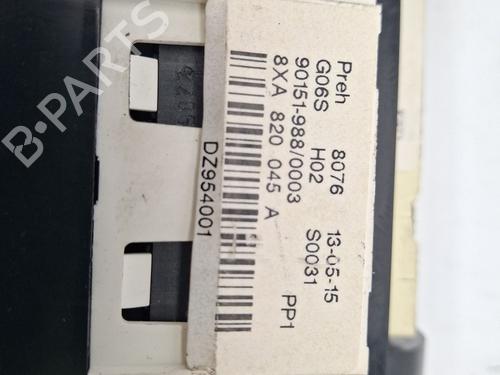 Preh 8076 13-05-15
G06S H02 S0031
90151-988/0003
8XA 820 045 A PP1
DZ954001
B-PARTS